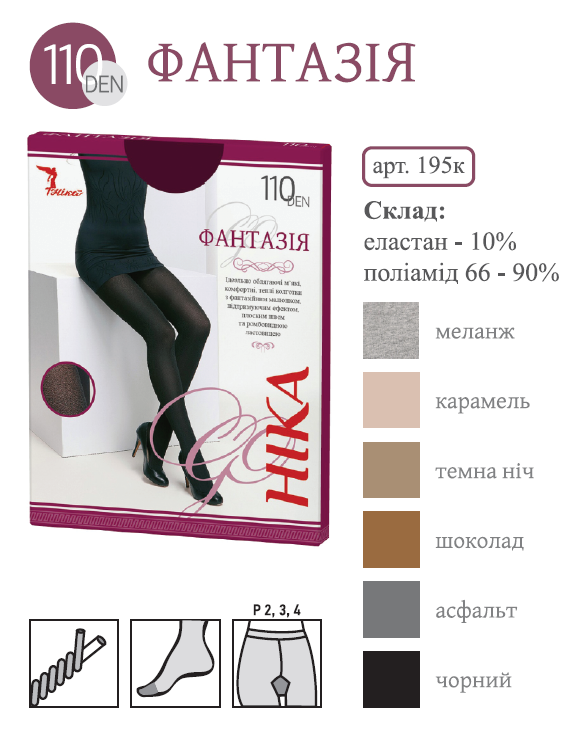 110
DEN
ФАНТАЗІЯ
ФАНТАЗІЯ
110
Ніка
110
DEN
ФАНТАЗІЯ
Ідеально облягаючі м'які,
комфортні, теплі колготки
з фантазійним малюнком,
підтримуючим ефектом,
плоским швом
та ромбовидною
ластовицею
НІКА
арт. 195к
Склад:
еластан - 10%
поліамід 66 - 90%
меланж
карамель
темна ніч
шоколад
асфальт
чорний
Р 2, 3, 4